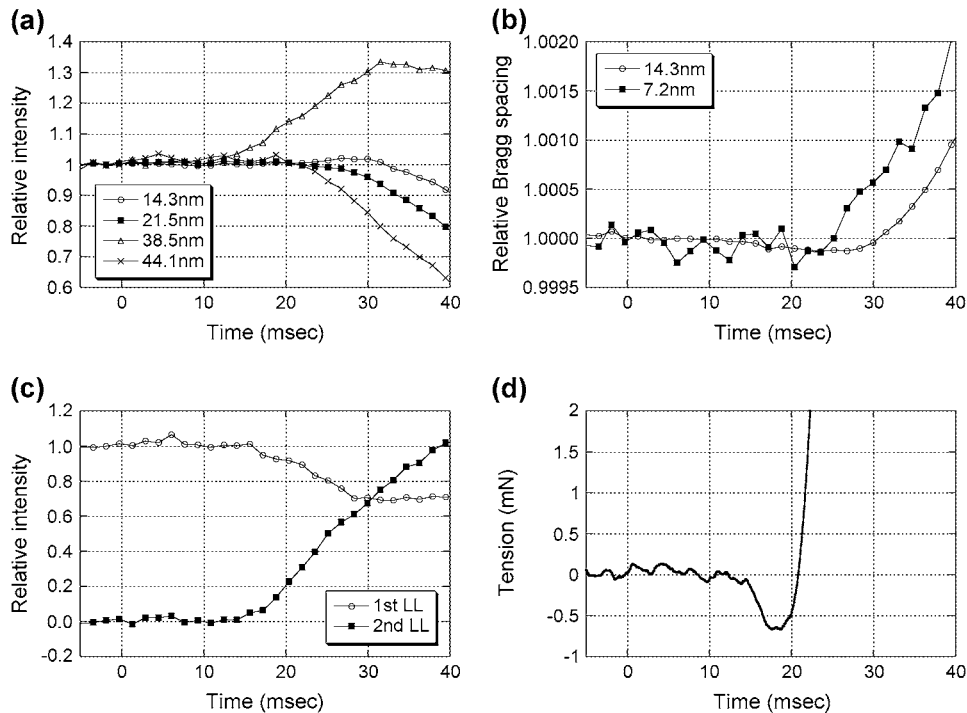 (a)
Relative intensity
1.4
1.3
1.2
1.1
1
0.9
0.8
0.7
0.6
14.3nm
21.5nm
38.5nm
44.1nm
0 10 20 30 40
Time (msec)
(b)
Relative Bragg spacing
1.0020
1.0015
1.0010
1.0005
1.0000
0.9995
14.3nm
7.2nm
0 10 20 30 40
Time (msec)
(c)
Relative intensity
1.2
1.0
0.8
0.6
0.4
0.2
0.0
-0.2
1st LL
2nd LL
0 10 20 30 40
Time (msec)
(d)
Tension (mN)
2
1.5
1
0.5
0
-0.5
-1
0 10 20 30 40
Time (msec)